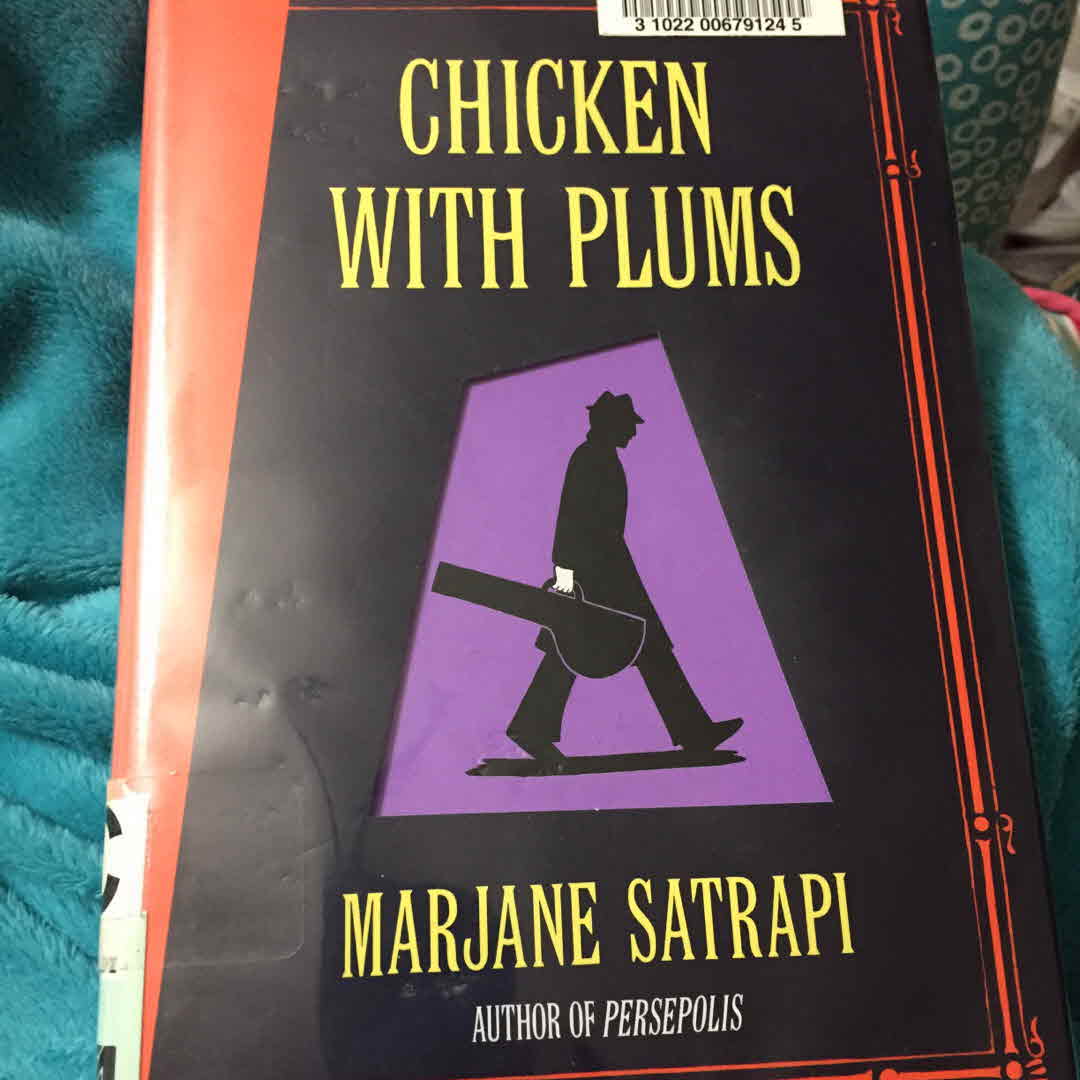 3 1022 00679124 5
CHICKEN
WITH PLUMS
MARJANE SATRAPI
AUTHOR OF PERSEPOLIS